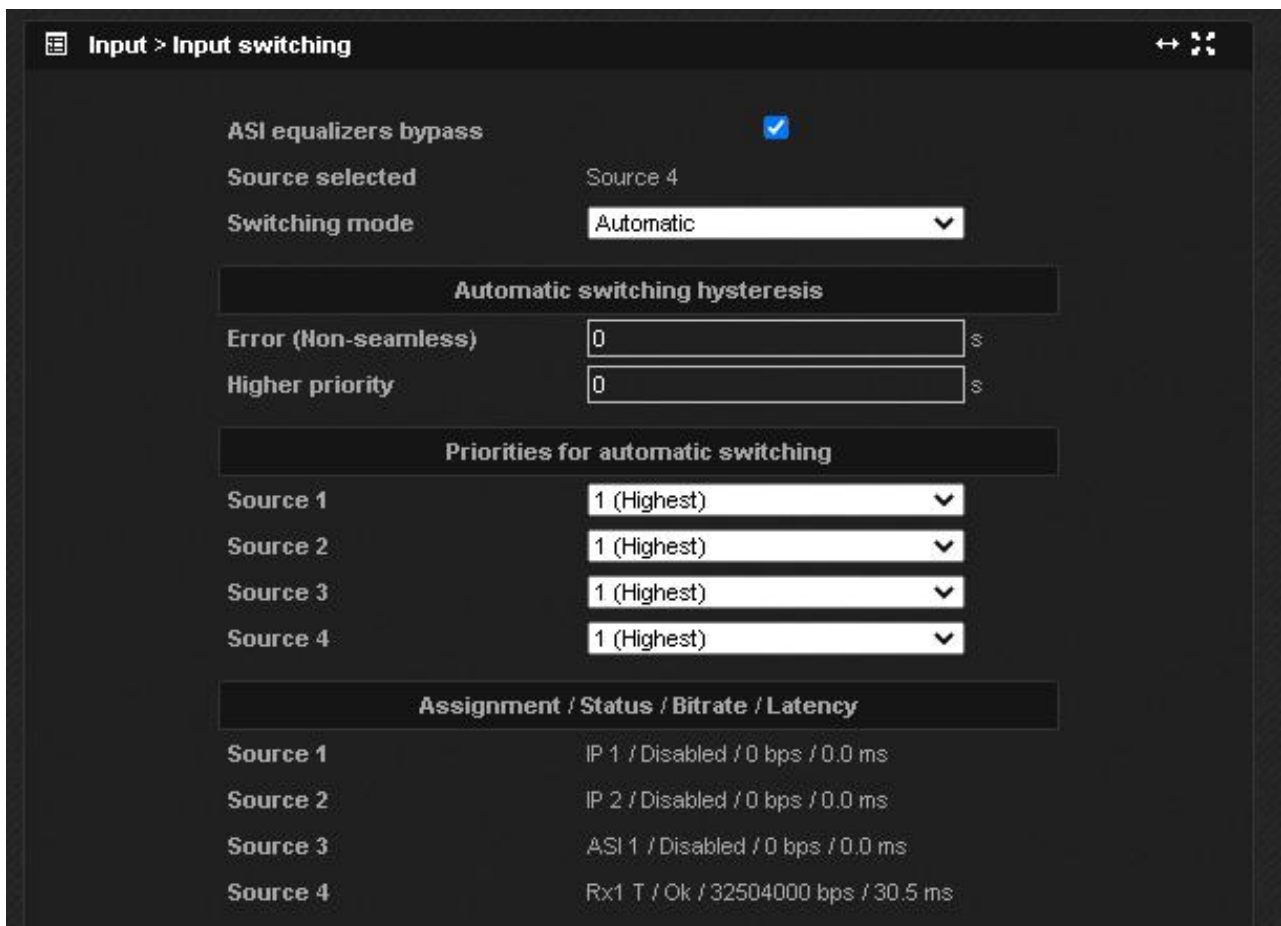 Input > Input switching
ASI equalizers bypass
Source selected Source 4
Switching mode Automatic
Automatic switching hysteresis
Error (Non-seamless) 0 s
Higher priority 0 s
Priorities for automatic switching
Source 1 1 (Highest)
Source 2 1 (Highest)
Source 3 1 (Highest)
Source 4 1 (Highest)
Assignment / Status / Bitrate / Latency
Source 1 IP 1 / Disabled / 0 bps / 0.0 ms
Source 2 IP 2 / Disabled / 0 bps / 0.0 ms
Source 3 ASI 1 / Disabled / 0 bps / 0.0 ms
Source 4 Rx1 T / Ok / 32504000 bps / 30.5 ms